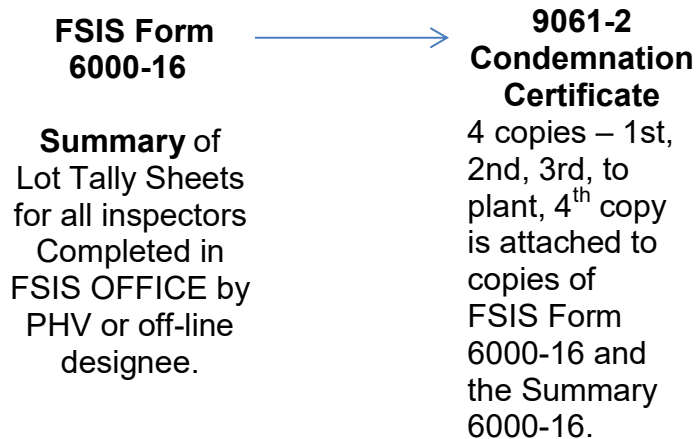 FSIS Form
6000-16
Summary of
Lot Tally Sheets
for all inspectors
Completed in
FSIS OFFICE by
PHV or off-line
designee.
9061-2
Condemnation
Certificate
4 copies – 1st,
2nd, 3rd, to
plant, 4th copy
is attached to
copies of
FSIS Form
6000-16 and
the Summary
6000-16.